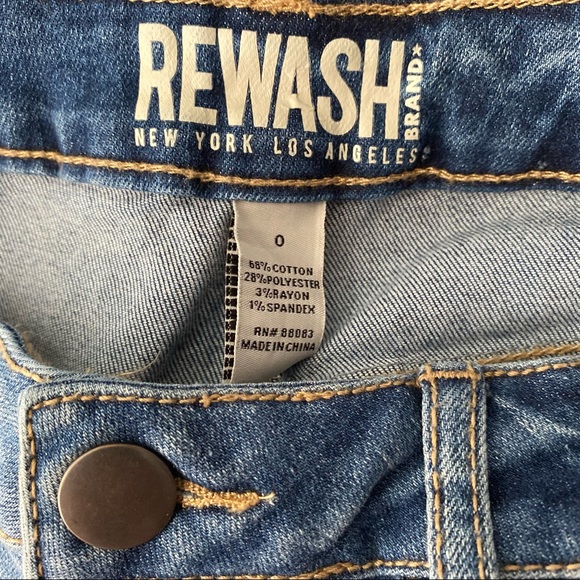 REWASH
BRAND★
NEW YORK LOS ANGELES
0
68% COTTON
28% POLYESTER
3% RAYON
1% SPANDEX
RN# 88083
MADE IN CHINA